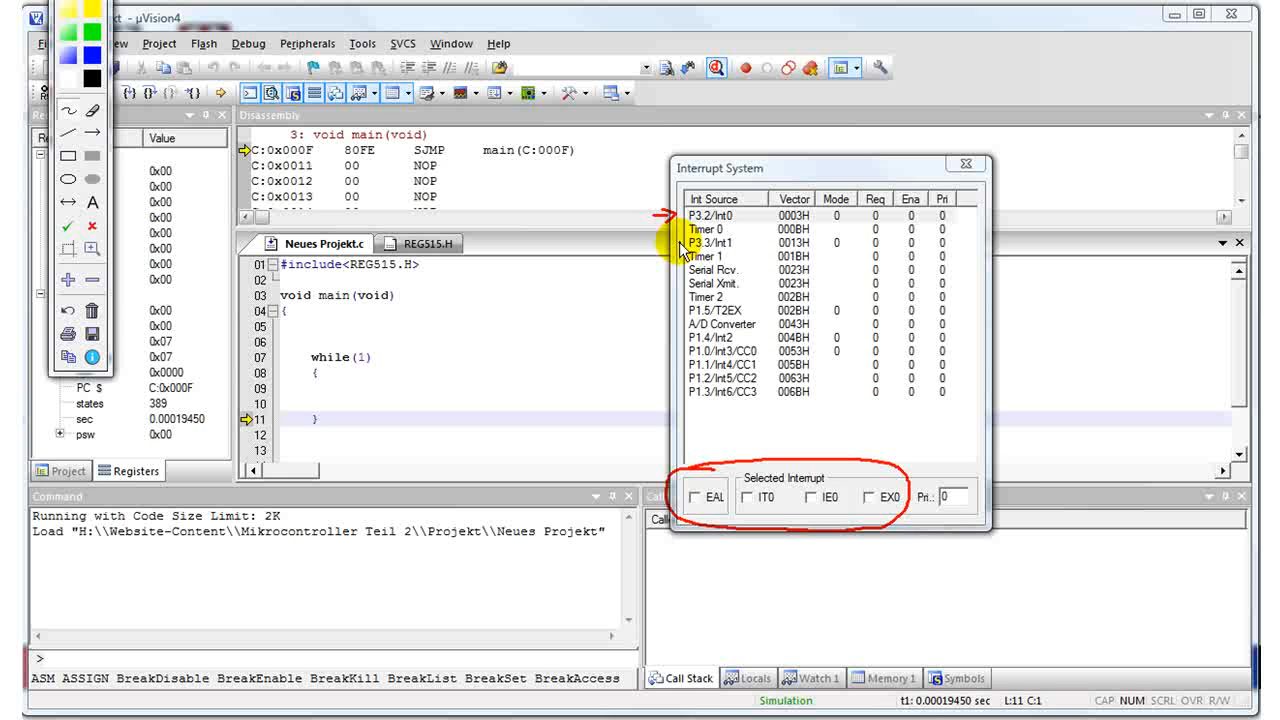 kt - µVision4
Project Flash Debug Peripherals Tools SVCS Window Help
Disassembly
Value
3: void main(void)
C:0x000F 80FE SJMP main(C:000F)
C:0x0011 00 NOP
C:0x0012 00 NOP
C:0x0013 00 NOP
0x00
0x00
0x00
0x00
0x00
0x00
0x00
0x00
0x00
0x00
0x07
0x07
0x0000
PC $ C:0x000F
states 389
sec 0.00019450
psw 0x00
Project Registers
Neues Projekt.c REG515.H
01 #include<REG515.H>
02
03 void main(void)
04 {
05
06
07 while(1)
08 {
09
10
11 }
12
13
Interrupt System
Int Source Vector Mode Req Ena Pri
P3.2/Int0 0003H 0 0 0 0
Timer 0 000BH 0 0 0
P3.3/Int1 0013H 0 0 0 0
Timer 1 001BH 0 0 0
Serial Rcv. 0023H 0 0 0
Serial Xmit. 0023H 0 0 0
Timer 2 002BH 0 0 0
P1.5/T2EX 002BH 0 0 0 0
A/D Converter 0043H 0 0 0
P1.4/Int2 004BH 0 0 0 0
P1.0/Int3/CC0 0053H 0 0 0 0
P1.1/Int4/CC1 005BH 0 0 0
P1.2/Int5/CC2 0063H 0 0 0
P1.3/Int6/CC3 006BH 0 0 0
Selected Interrupt
EAL IT0 IE0 EX0 Pri.: 0
Command
Running with Code Size Limit: 2K
Load "H:\\Website-Content\\Mikrocontroller Teil 2\\Projekt\\Neues Projekt"
>
ASM ASSIGN BreakDisable BreakEnable BreakKill BreakList BreakSet BreakAccess
Call Stack Locals Watch 1 Memory 1 Symbols
Simulation t1: 0.00019450 sec L:11 C:1 CAP NUM SCRL OVR R/W